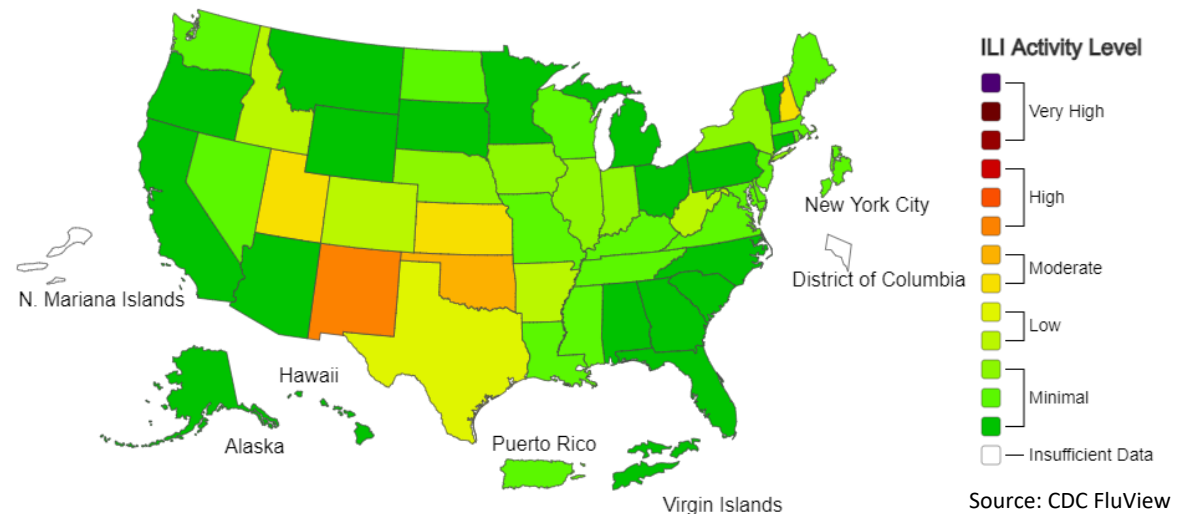 ILI Activity Level
Very High
High
New York City
Moderate
District of Columbia
N. Mariana Islands
Low
Hawaii
Minimal
Alaska
Puerto Rico
Insufficient Data
Virgin Islands
Source: CDC FluView